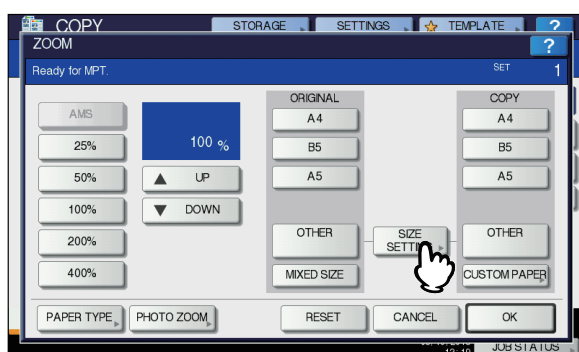 COPY
STORAGE
SETTINGS
TEMPLATE
?
ZOOM
?
Ready for MPT.
SET 1
ORIGINAL
COPY
AMS
100 %
A4
A4
25%
B5
B5
50%
UP
A5
A5
100%
DOWN
200%
OTHER
SIZE
OTHER
400%
MIXED SIZE
CUSTOM PAPER
PAPER TYPE
PHOTO ZOOM
RESET
CANCEL
OK
JOB STATUS